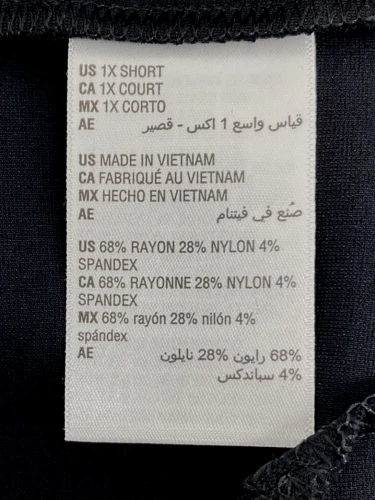 US 1X SHORT
CA 1X COURT
MX 1X CORTO
AE قياس واسع 1 اكس - قصير
US MADE IN VIETNAM
CA FABRIQUÉ AU VIETNAM
MX HECHO EN VIETNAM
AE صُنع في فيتنام
US 68% RAYON 28% NYLON 4%
SPANDEX
CA 68% RAYONNE 28% NYLON 4%
SPANDEX
MX 68% rayón 28% nilón 4%
spándex
AE 68% رايون 28% نايلون
4% سباندكس